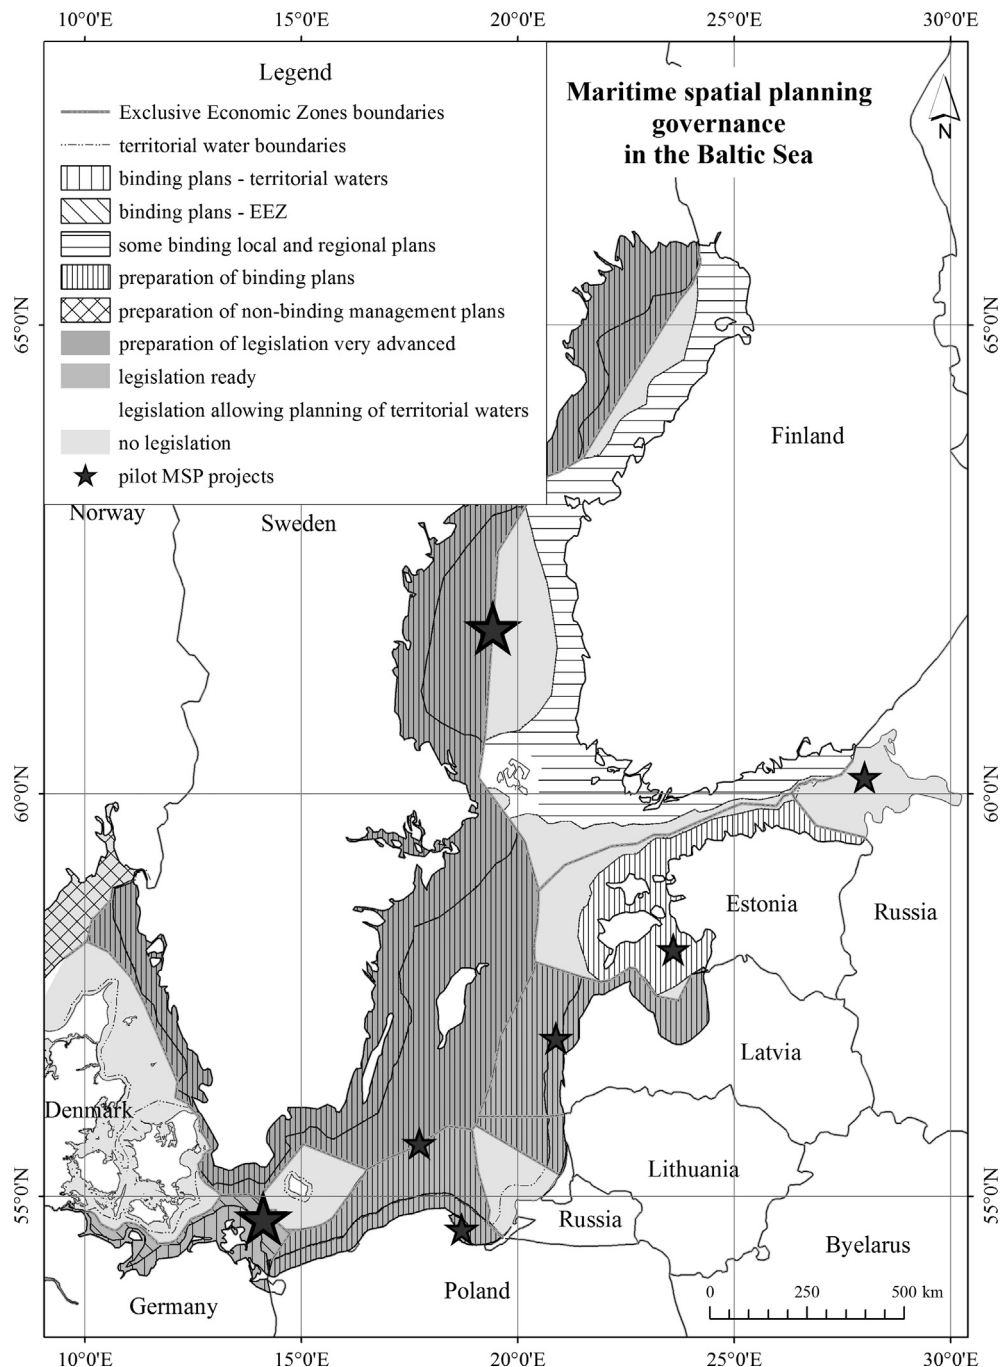 10°0'E 15°0'E 20°0'E 25°0'E 30°0'E
Legend
Exclusive Economic Zones boundaries
territorial water boundaries
binding plans - territorial waters
binding plans - EEZ
some binding local and regional plans
preparation of binding plans
preparation of non-binding management plans
preparation of legislation very advanced
legislation ready
legislation allowing planning of territorial waters
no legislation
pilot MSP projects
Maritime spatial planning
governance
in the Baltic Sea
N
65°0'N 65°0'N
Finland
Norway
Sweden
60°0'N 60°0'N
Estonia
Russia
Latvia
Denmark
Lithuania
55°0'N 55°0'N
Russia
Byelarus
Poland
Germany
0 250 500 km
10°0'E 15°0'E 20°0'E 25°0'E 30°0'E